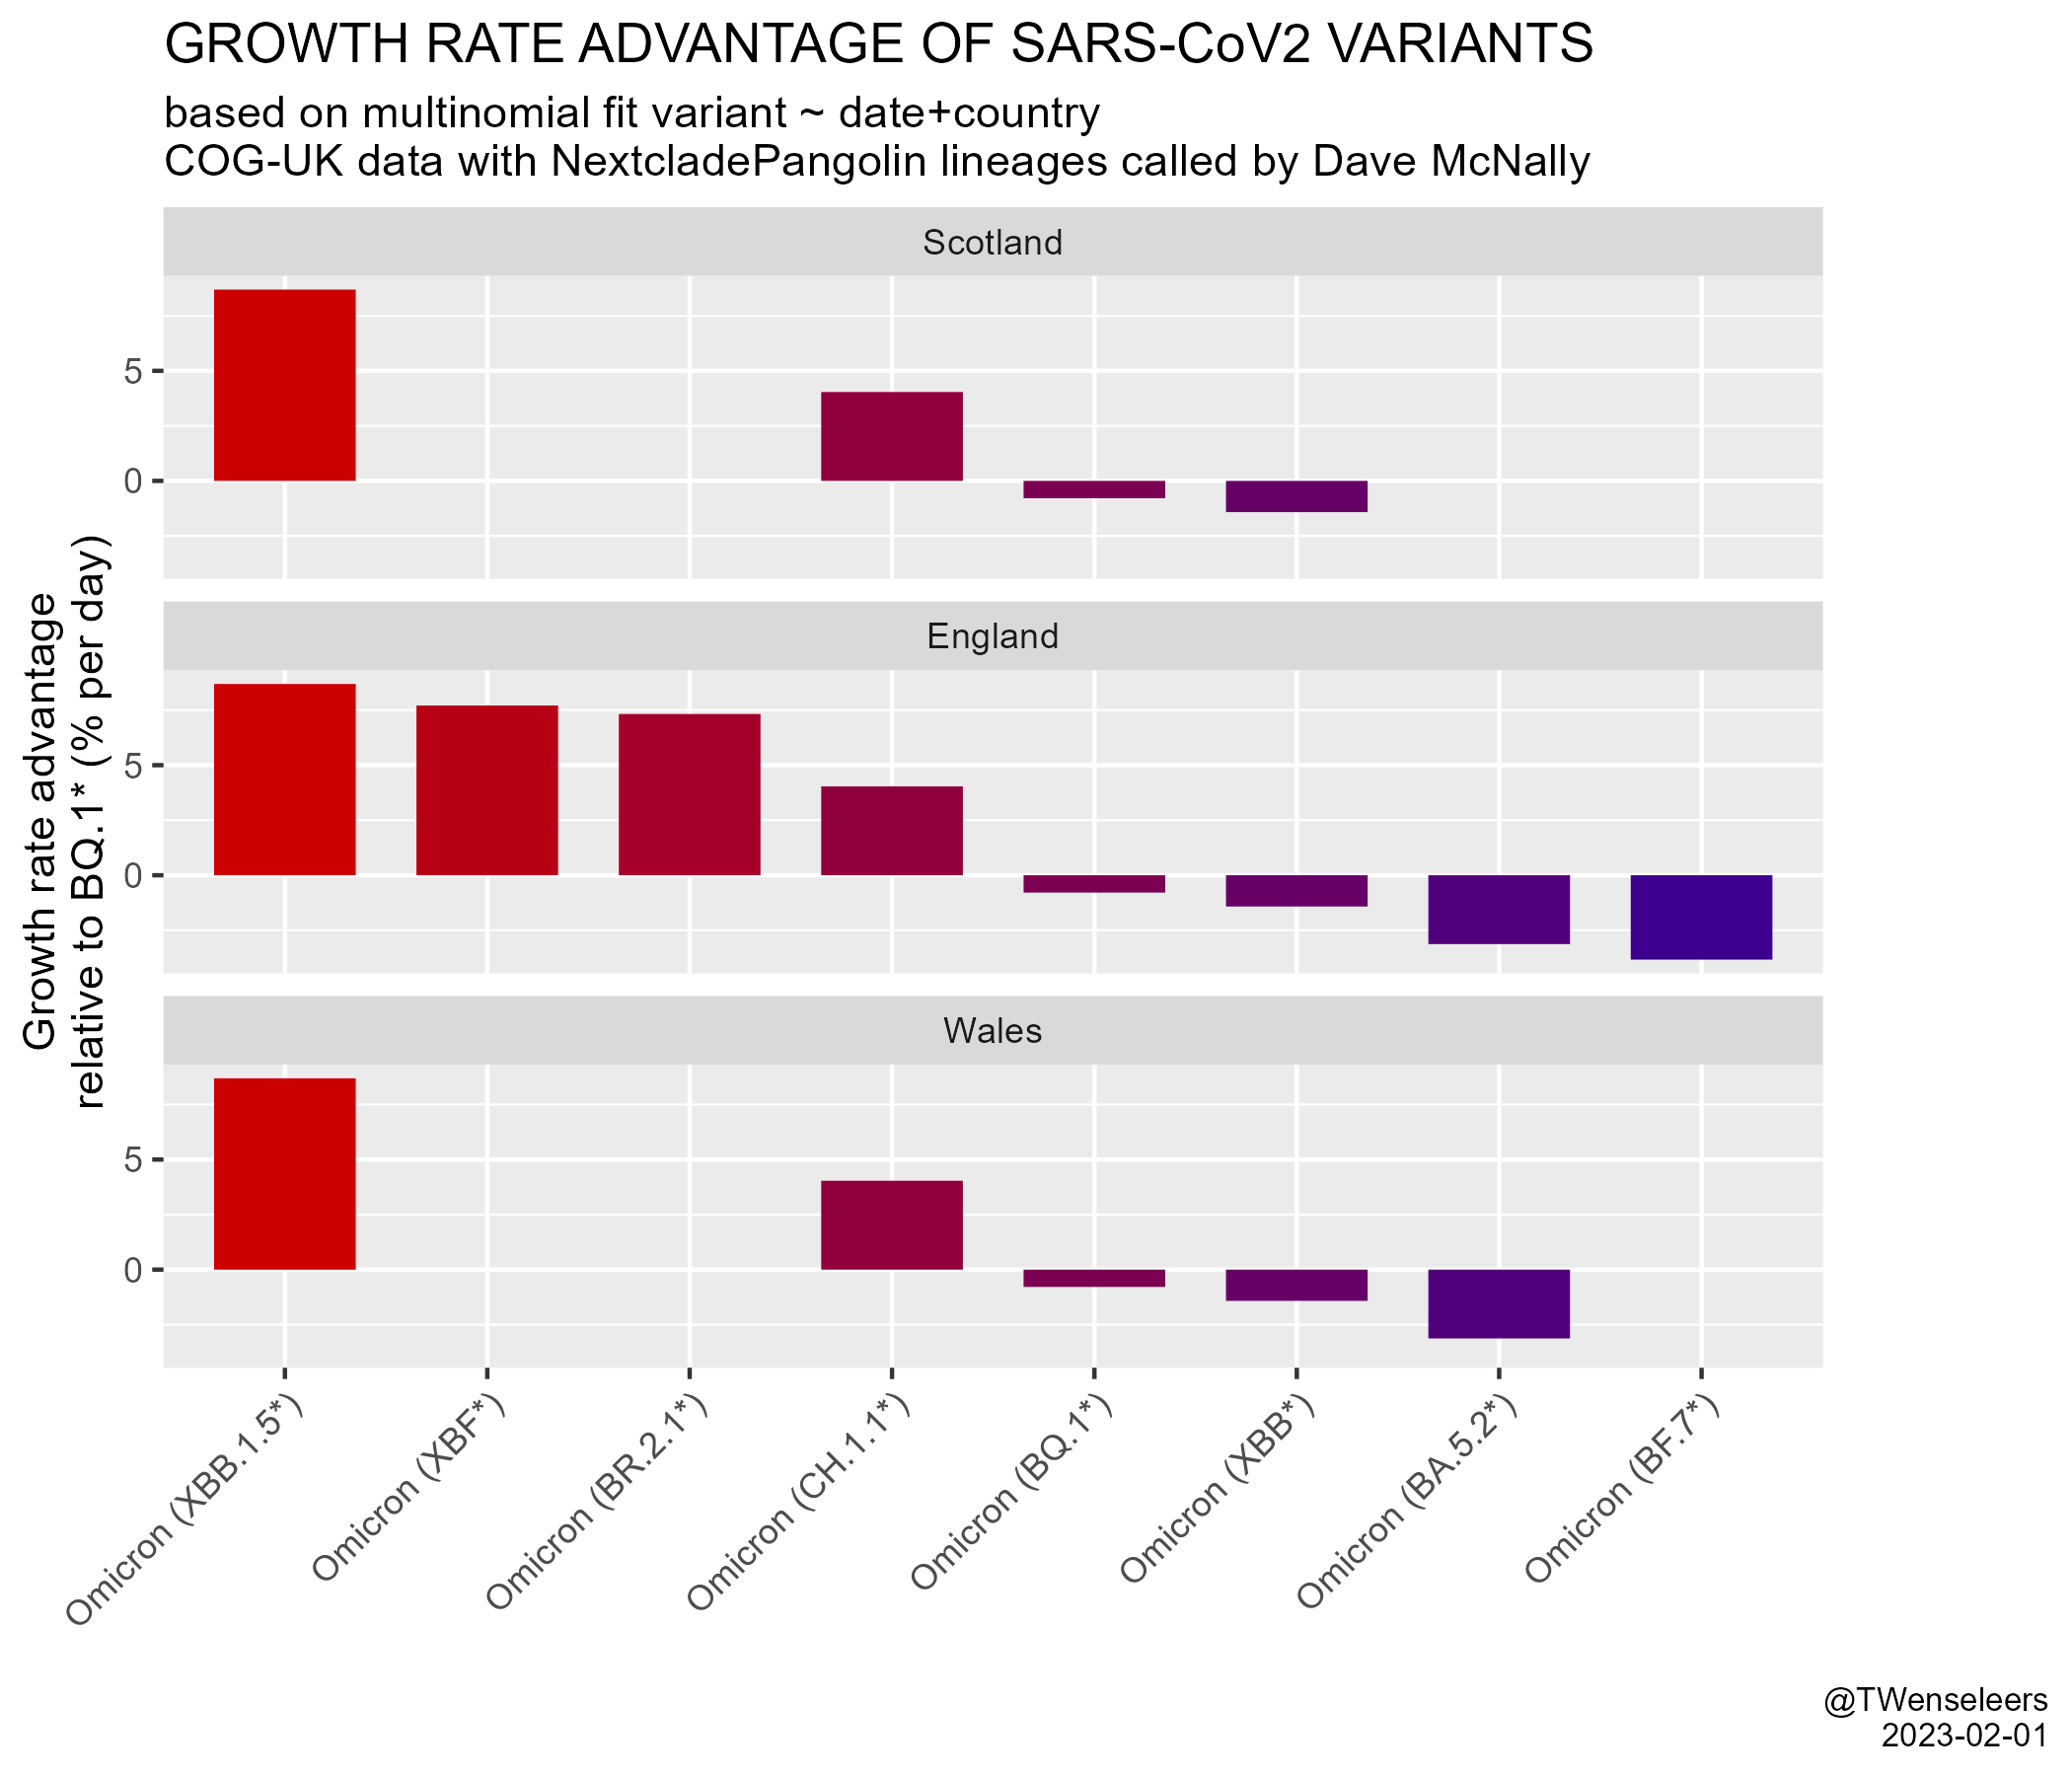 GROWTH RATE ADVANTAGE OF SARS-CoV2 VARIANTS
based on multinomial fit variant ~ date+country
COG-UK data with NextcladePangolin lineages called by Dave McNally
Growth rate advantage
relative to BQ.1* (% per day)
Scotland
5
0
England
5
0
Wales
5
0
Omicron (XBB.1.5*)
Omicron (XBF*)
Omicron (BR.2.1*)
Omicron (CH.1.1*)
Omicron (BQ.1*)
Omicron (XBB*)
Omicron (BA.5.2*)
Omicron (BF.7*)
@TWenseleers
2023-02-01